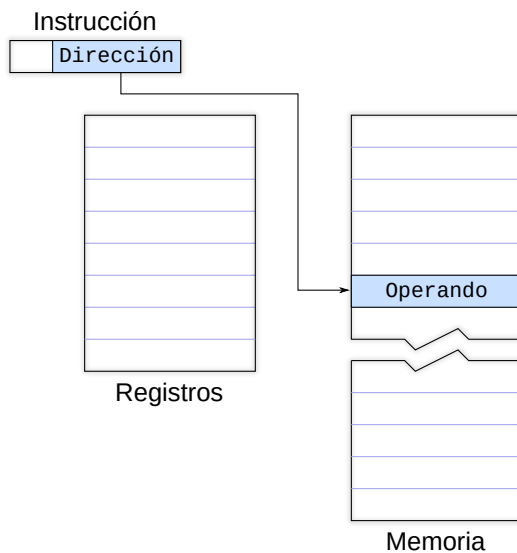 Instrucción
Dirección
Operando
Registros
Memoria